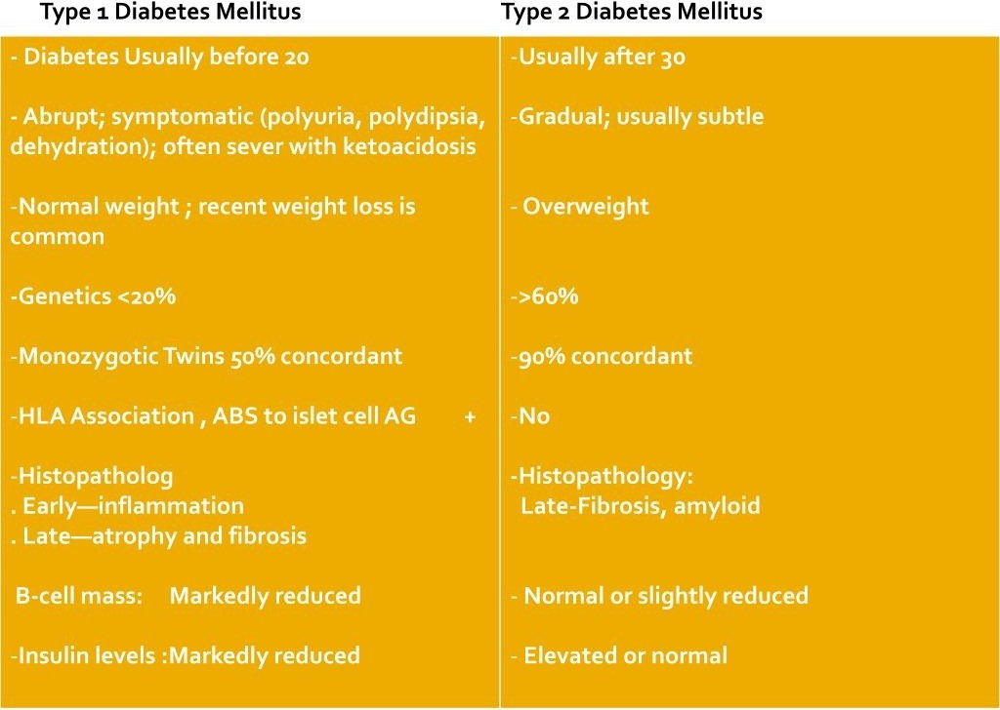 Type 1 Diabetes Mellitus
Type 2 Diabetes Mellitus
- Diabetes Usually before 20
-Usually after 30
- Abrupt; symptomatic (polyuria, polydipsia,
dehydration); often sever with ketoacidosis
-Gradual; usually subtle
-Normal weight ; recent weight loss is
common
- Overweight
-Genetics <20%
->60%
-Monozygotic Twins 50% concordant
-90% concordant
-HLA Association , ABS to islet cell AG +
-No
-Histopatholog
. Early—inflammation
. Late—atrophy and fibrosis
-Histopathology:
Late-Fibrosis, amyloid
B-cell mass: Markedly reduced
- Normal or slightly reduced
-Insulin levels :Markedly reduced
- Elevated or normal